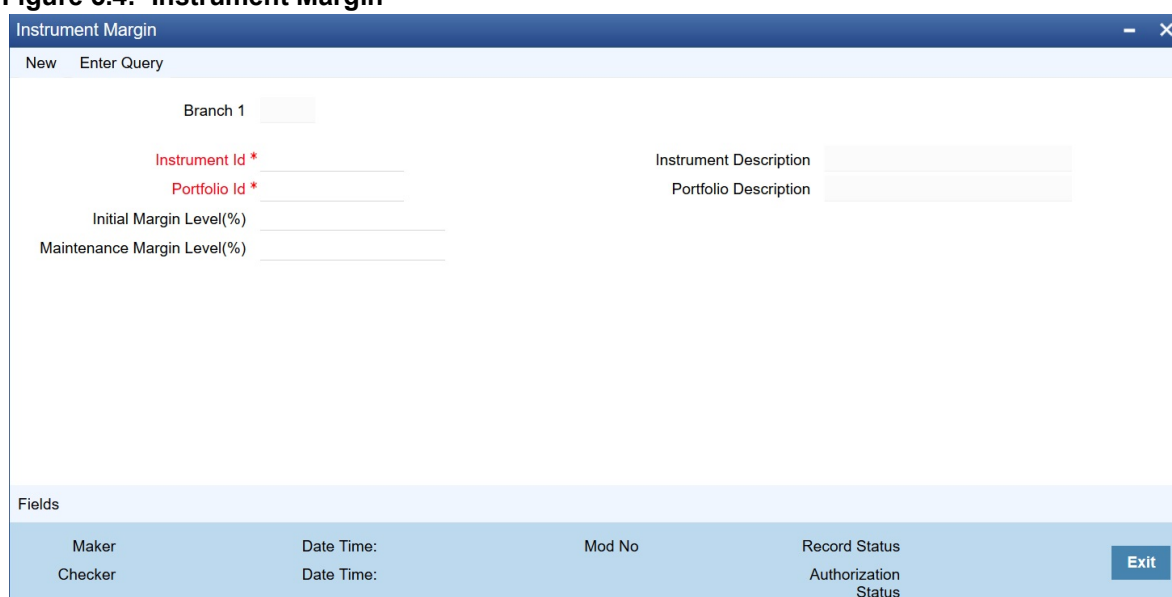 Figure 3.4: Instrument Margin
Instrument Margin
New Enter Query
Branch 1
Instrument Id * Instrument Description
Portfolio Id * Portfolio Description
Initial Margin Level(%)
Maintenance Margin Level(%)
Fields
Maker Date Time: Mod No Record Status
Exit
Checker Date Time: Authorization
Status